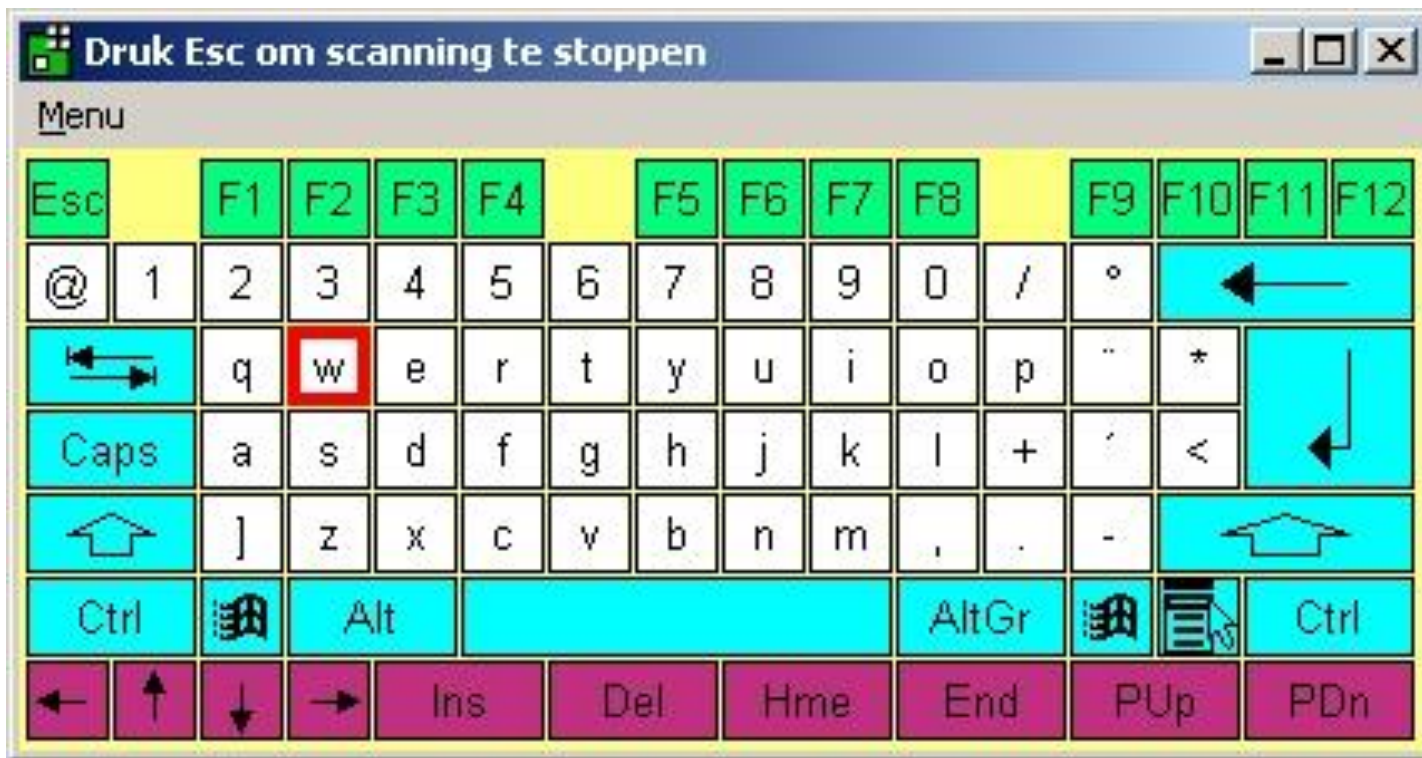 Druk Esc om scanning te stoppen
Menu
Esc F1 F2 F3 F4 F5 F6 F7 F8 F9 F10 F11 F12
@ 1 2 3 4 5 6 7 8 9 0 / °
q w e r t y u i o p ¨ *
Caps a s d f g h j k l + ´ <
] z x c v b n m , . -
Ctrl Alt AltGr Ctrl
Ins Del Hme End PUp PDn